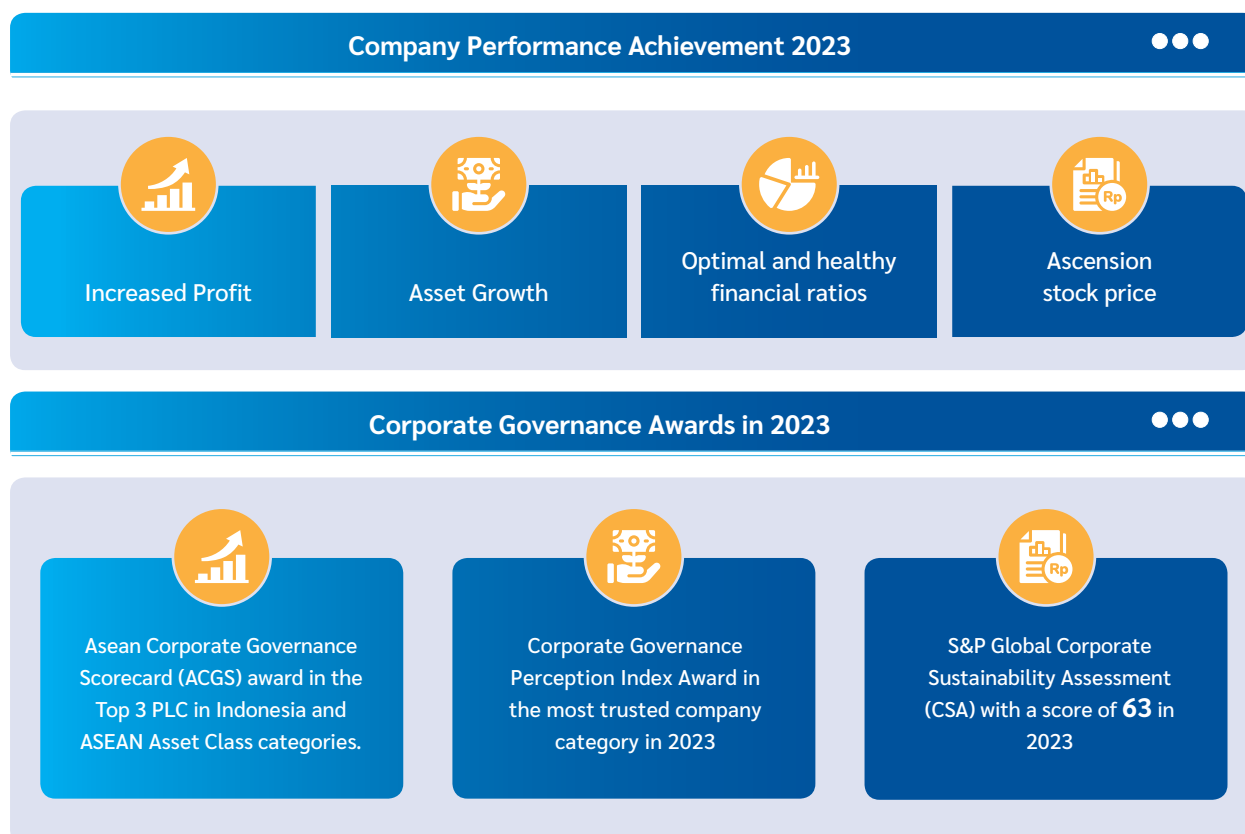 Company Performance Achievement 2023
Increased Profit
Asset Growth
Optimal and healthy
financial ratios
Rp
Ascension
stock price
Corporate Governance Awards in 2023
Asean Corporate Governance
Scorecard (ACGS) award in the
Top 3 PLC in Indonesia and
ASEAN Asset Class categories.
Corporate Governance
Perception Index Award in
the most trusted company
category in 2023
Rp
S&P Global Corporate
Sustainability Assessment
(CSA) with a score of 63 in
2023